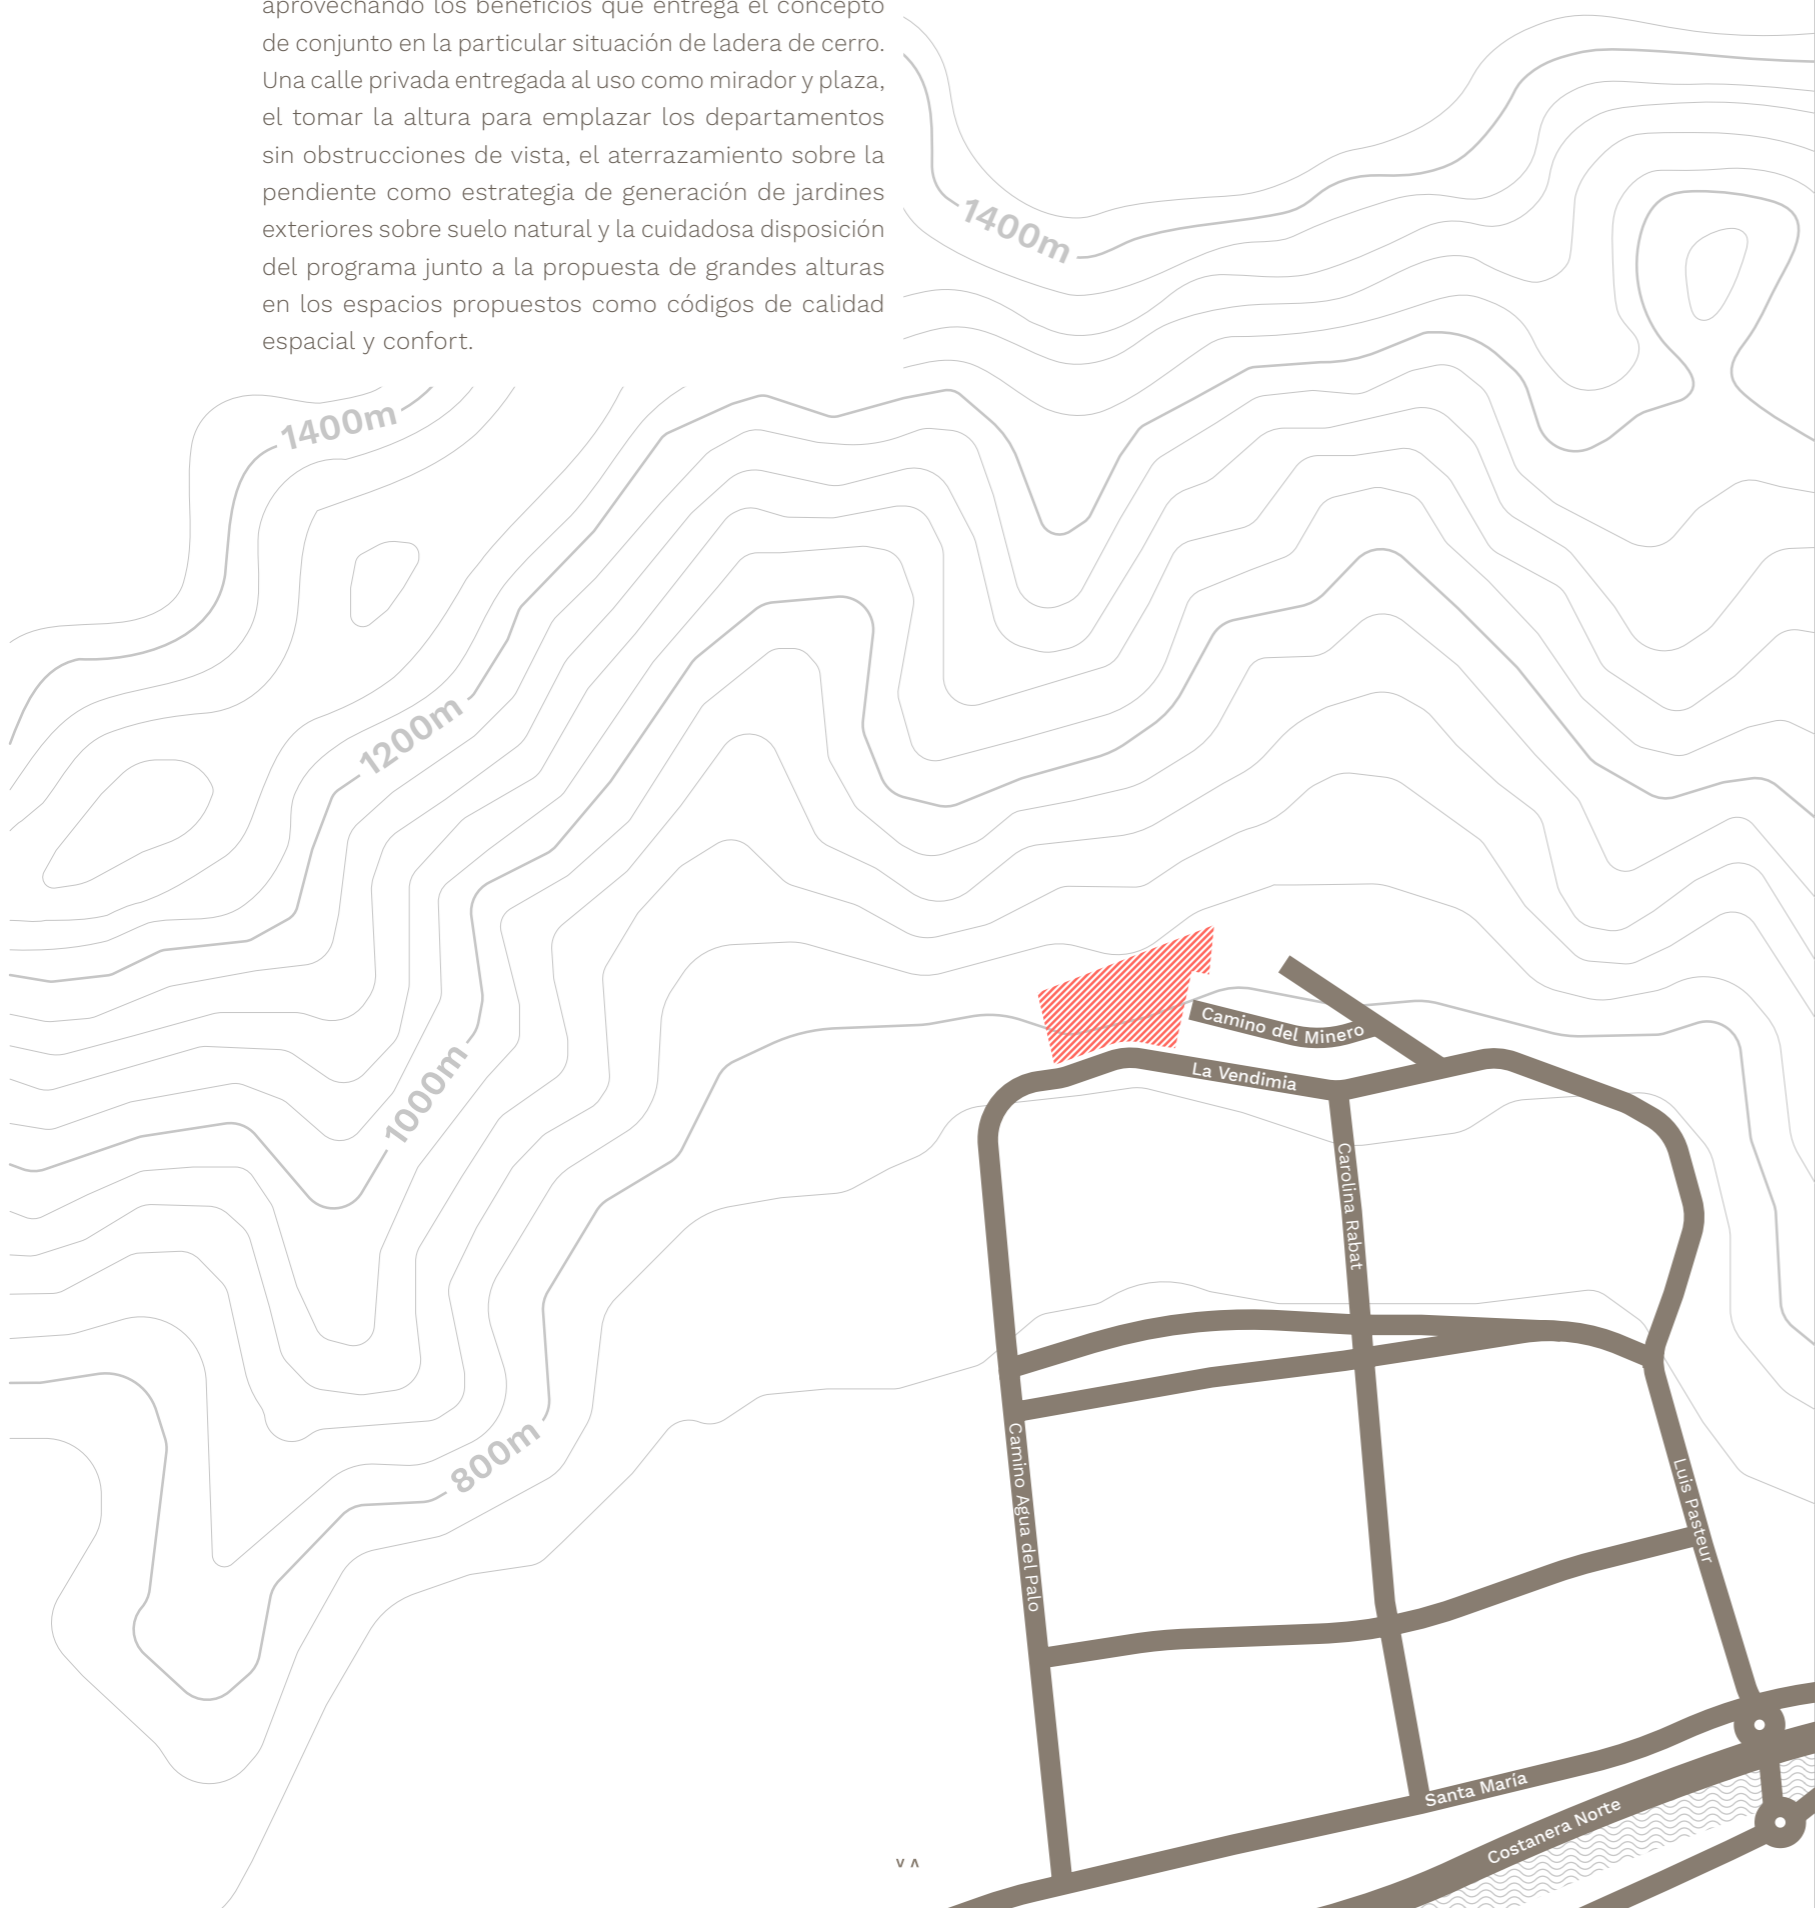 aprovechando los beneficios que entrega el concepto
de conjunto en la particular situación de ladera de cerro.
Una calle privada entregada al uso como mirador y plaza,
el tomar la altura para emplazar los departamentos
sin obstrucciones de vista, el aterrazamiento sobre la
pendiente como estrategia de generación de jardines
exteriores sobre suelo natural y la cuidadosa disposición
del programa junto a la propuesta de grandes alturas
en los espacios propuestos como códigos de calidad
espacial y confort.
1400m
1400m
1200m
1000m
800m
Camino del Minero
La Vendimia
Carolina Rabat
Camino Agua del Palo
Luis Pasteur
Santa María
Costanera Norte